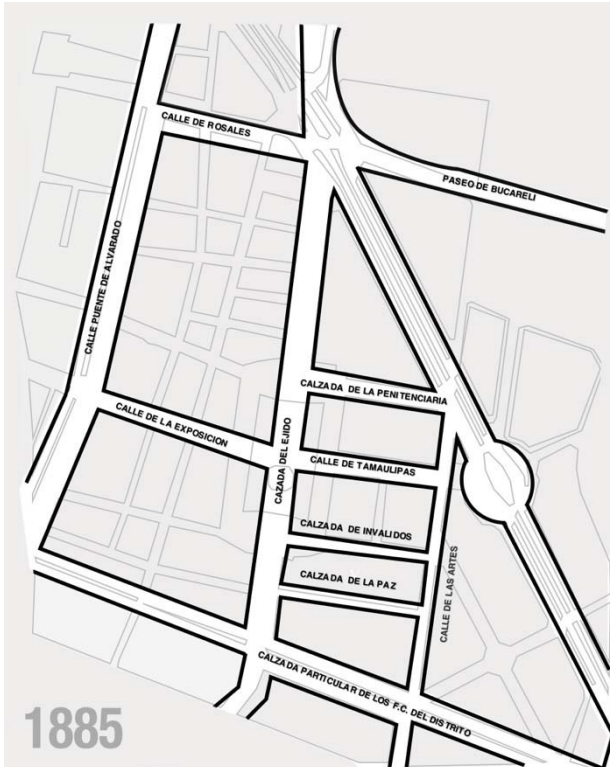 CALLE DE ROSALES
PASEO DE BUCARELI
CALLE PUENTE DE ALVARADO
CALZADA DE LA PENITENCIARIA
CALLE DE LA EXPOSICION
CAZADA DEL EJIDO
CALLE DE TAMAULIPAS
CALZADA DE INVALIDOS
CALZADA DE LA PAZ
CALLE DE LAS ARTES
CALZADA PARTICULAR DE LOS F.C. DEL DISTRITO
1885